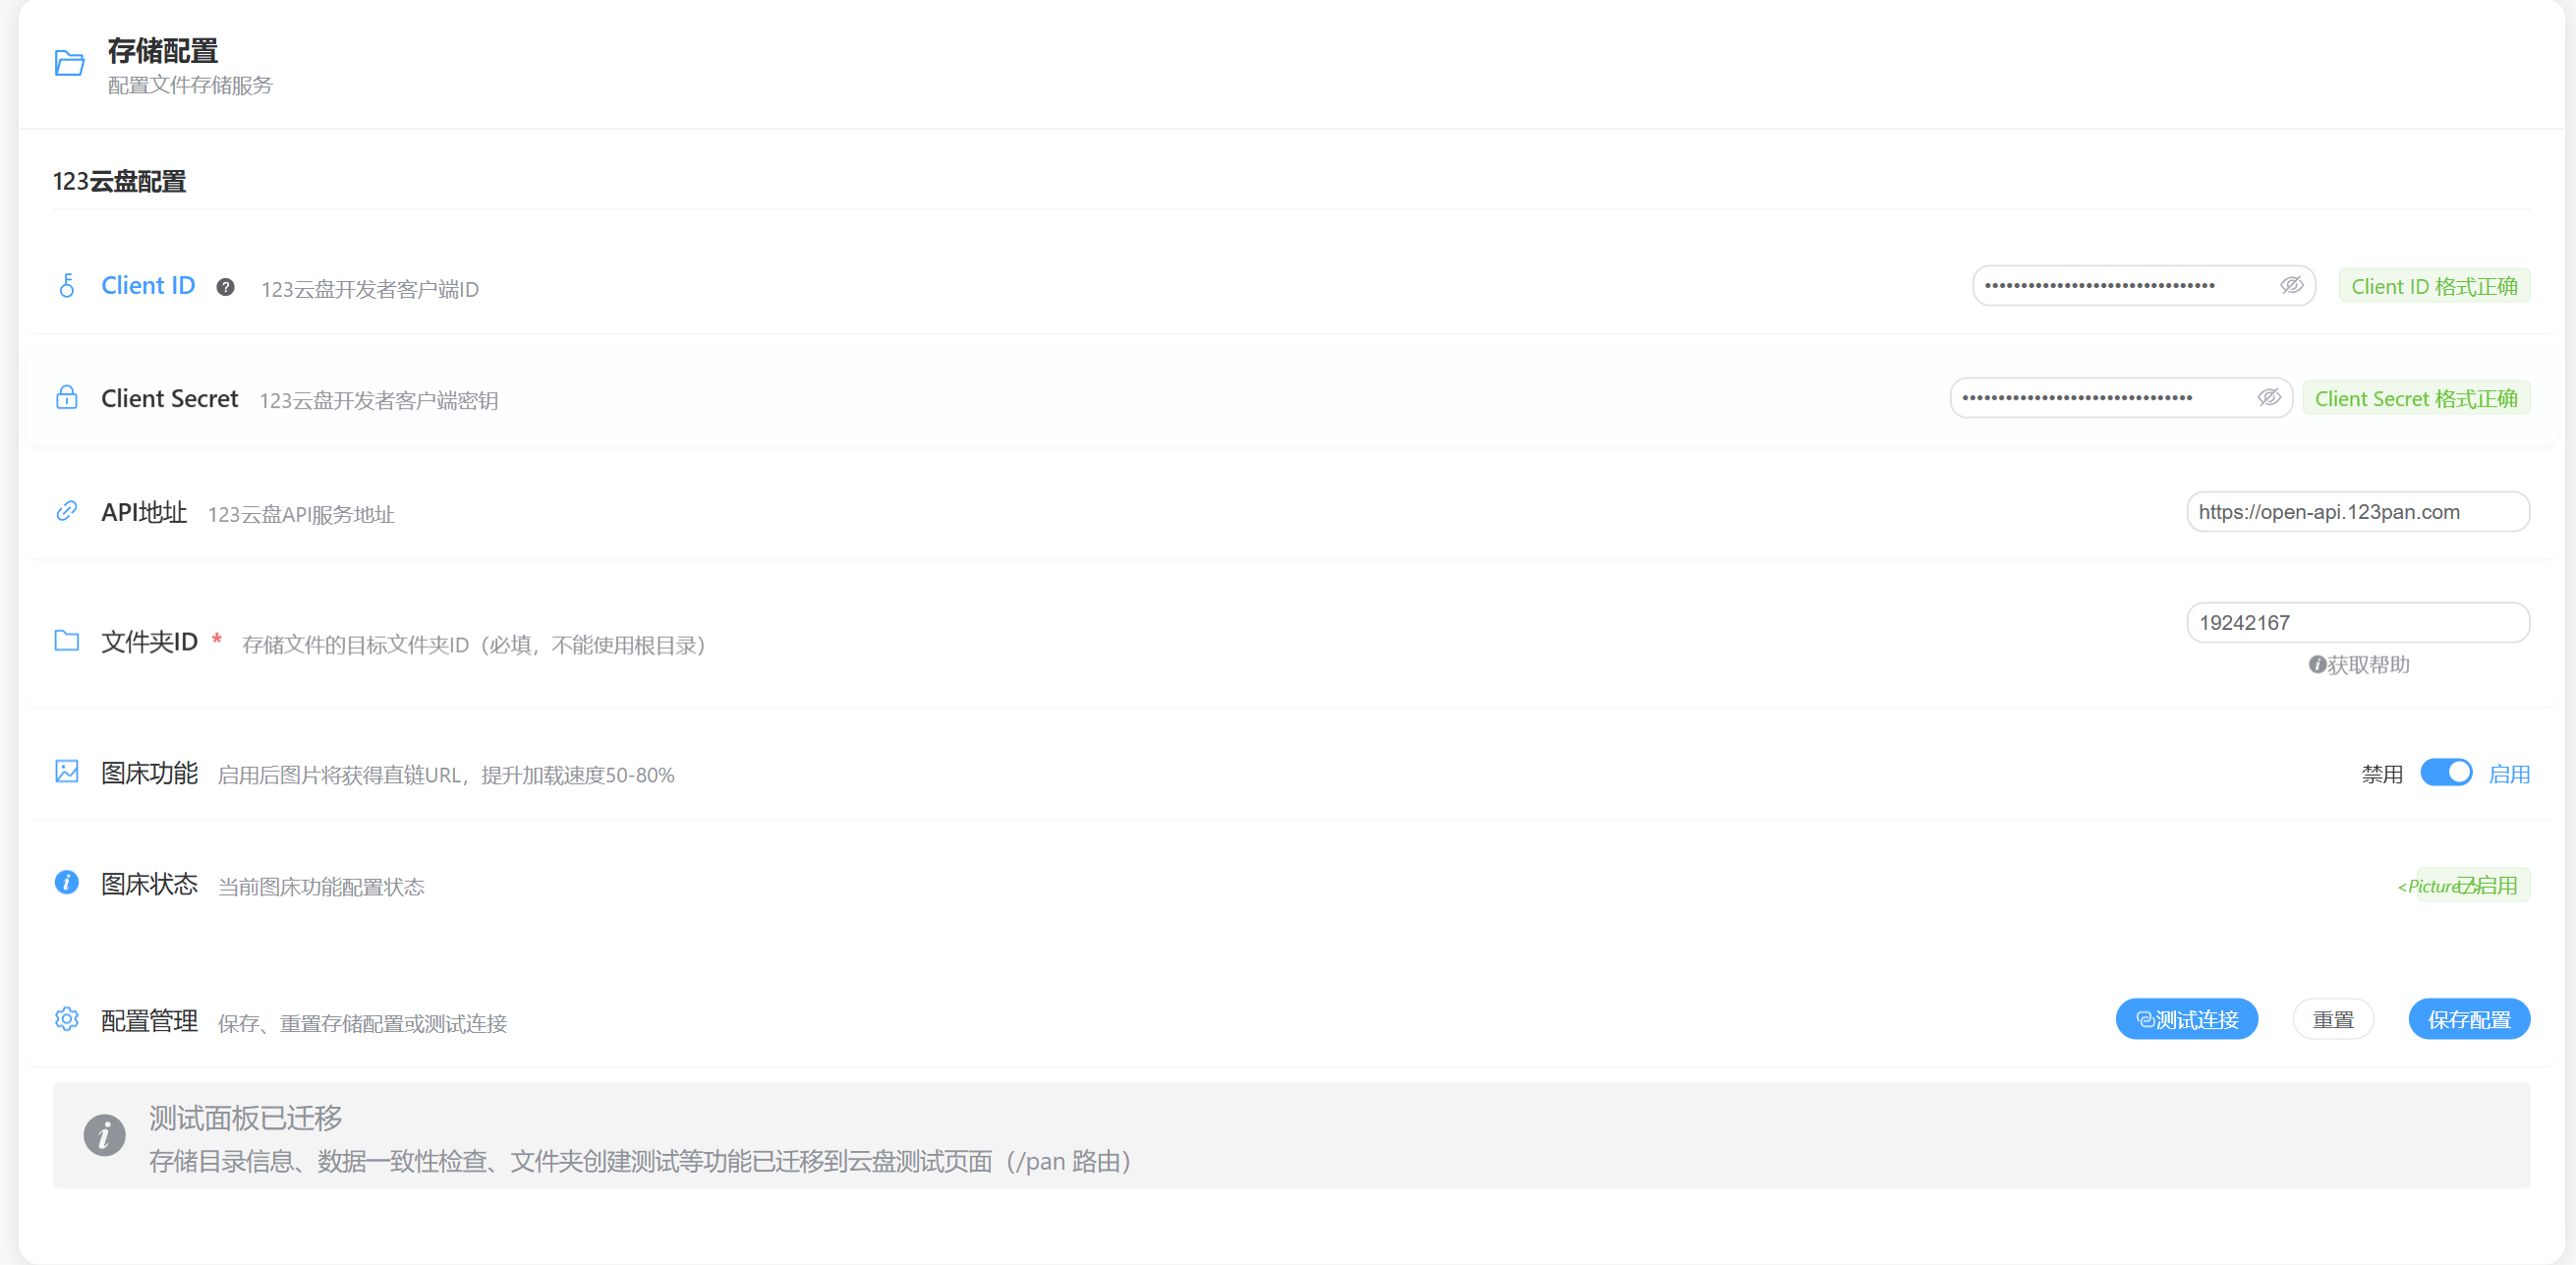 存储配置
配置文件存储服务
123云盘配置
Client ID 123云盘开发者客户端ID Client ID 格式正确
Client Secret 123云盘开发者客户端密钥 Client Secret 格式正确
API地址 123云盘API服务地址 https://open-api.123pan.com
文件夹ID * 存储文件的目标文件夹ID（必填，不能使用根目录） 19242167
获取帮助
图床功能 启用后图片将获得直链URL，提升加载速度50-80% 禁用 启用
图床状态 当前图床功能配置状态 <Picture 已启用
配置管理 保存、重置存储配置或测试连接 测试连接 重置 保存配置
测试面板已迁移
存储目录信息、数据一致性检查、文件夹创建测试等功能已迁移到云盘测试页面（/pan 路由）